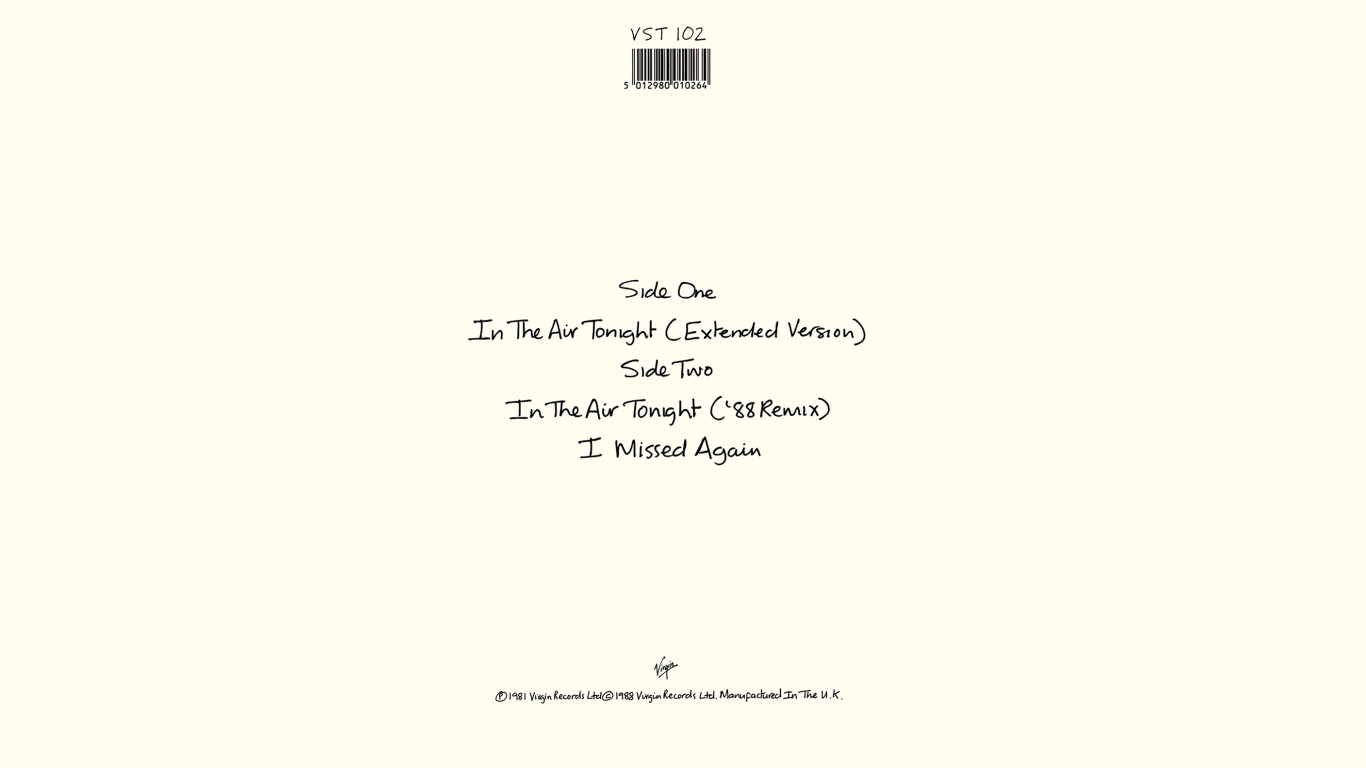 VST 102
5 012980 010264
Side One
In The Air Tonight (Extended Version)
Side Two
In The Air Tonight ('88 Remix)
I Missed Again
Virgin
℗ 1981 Virgin Records Ltd © 1988 Virgin Records Ltd. Manufactured In The U.K.